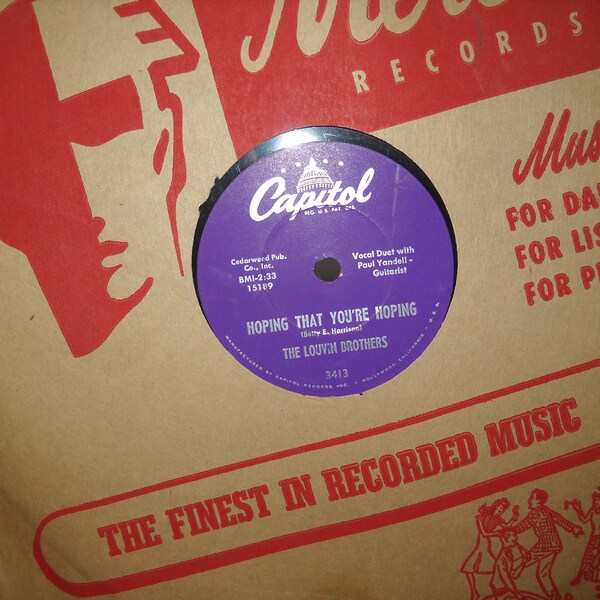 RECORDS
FOR
FOR
FOR
Capitol
REG. U.S. PAT. OFF.
Cedarwood Pub.
Co., Inc.
BMI-2:33
15189
Vocal Duet with
Paul Yandell -
Guitarist
HOPING THAT YOU'RE HOPING
(Betty E. Harrison)
THE LOUVIN BROTHERS
3413
MANUFACTURED BY CAPITOL RECORDS INC. • HOLLYWOOD, CALIFORNIA, U.S.A.
THE FINEST IN RECORDED MUSIC